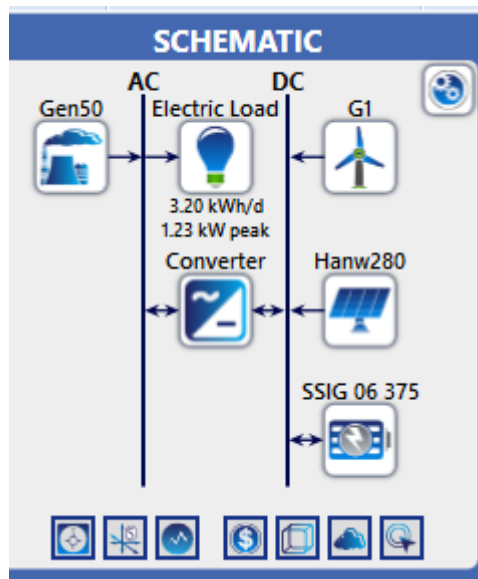 SCHEMATIC
AC DC
Gen50 Electric Load G1
3.20 kWh/d
1.23 kW peak
Converter Hanw280
SSIG 06 375